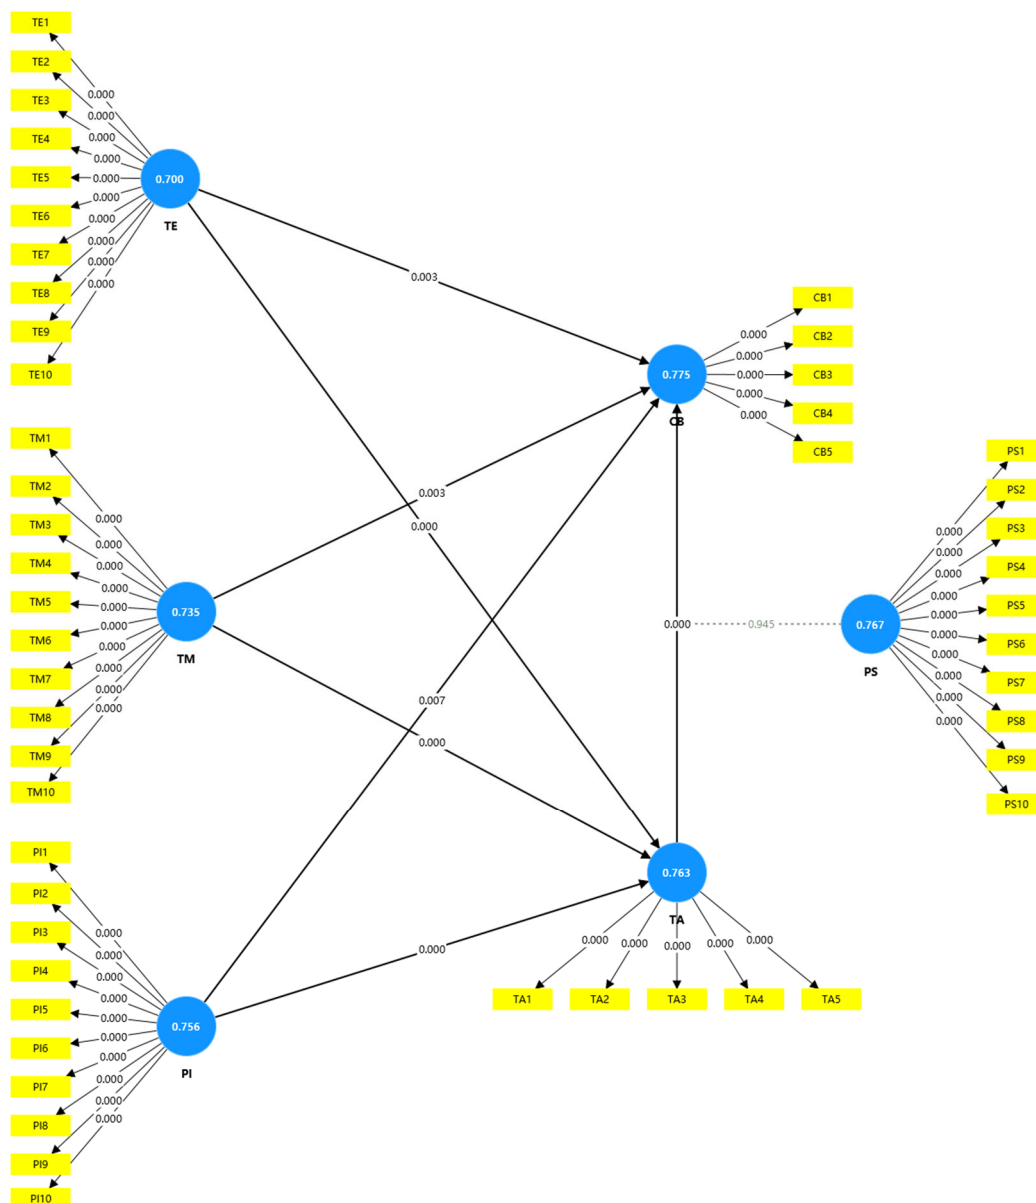 TE1
TE2
TE3
TE4
TE5
TE6
TE7
TE8
TE9
TE10
0.000
0.000
0.000
0.000
0.000
0.000
0.000
0.000
0.000
0.000
0.700
TE
0.003
CB1
CB2
CB3
CB4
CB5
0.000
0.000
0.000
0.000
0.000
0.775
CB
TM1
TM2
TM3
TM4
TM5
TM6
TM7
TM8
TM9
TM10
0.000
0.000
0.000
0.000
0.000
0.000
0.000
0.000
0.000
0.000
0.735
TM
0.003
0.000
0.007
0.000
0.000
0.945
PS1
PS2
PS3
PS4
PS5
PS6
PS7
PS8
PS9
PS10
0.000
0.000
0.000
0.000
0.000
0.000
0.000
0.000
0.000
0.000
0.767
PS
PI1
PI2
PI3
PI4
PI5
PI6
PI7
PI8
PI9
PI10
0.000
0.000
0.000
0.000
0.000
0.000
0.000
0.000
0.000
0.000
0.756
PI
0.000
0.763
TA
0.000
0.000
0.000
0.000
0.000
TA1
TA2
TA3
TA4
TA5